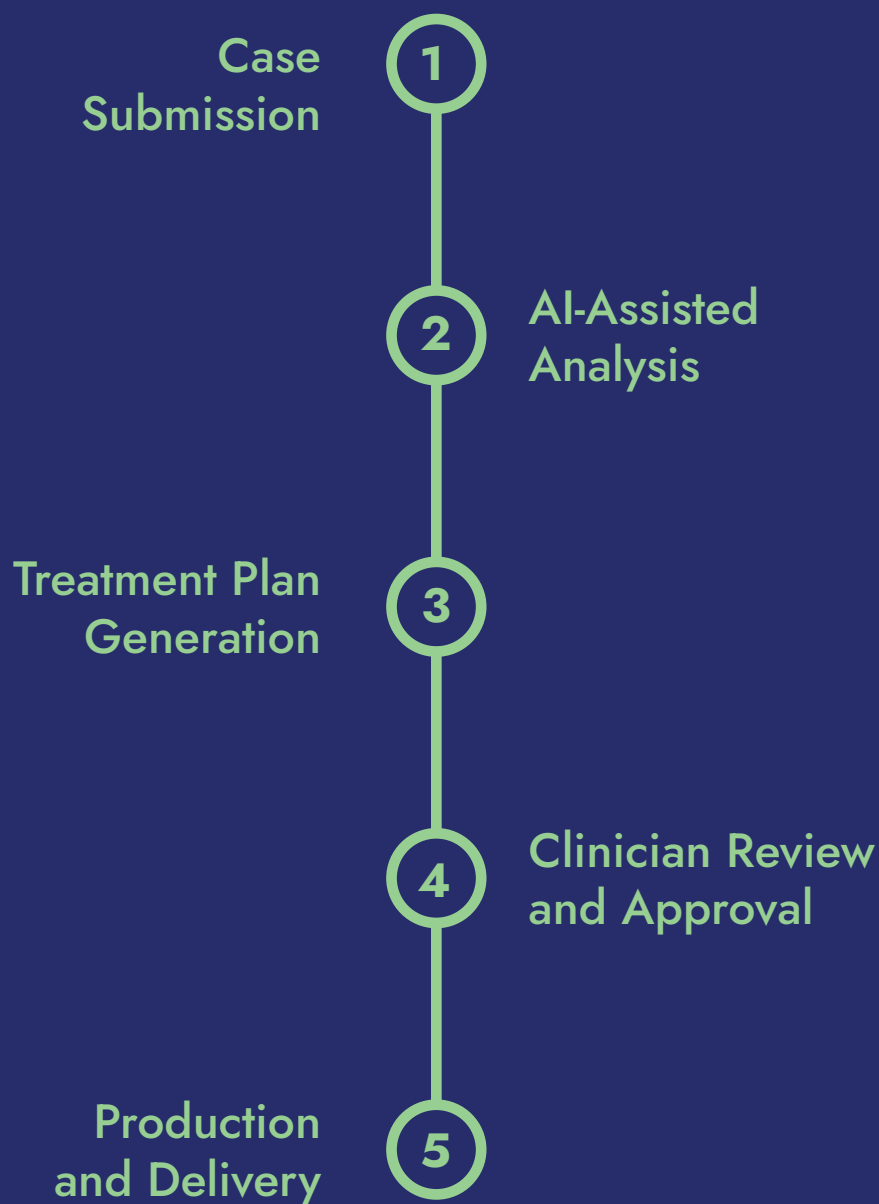 Case
Submission
1
2
AI-Assisted
Analysis
Treatment Plan
Generation
3
4
Clinician Review
and Approval
Production
and Delivery
5